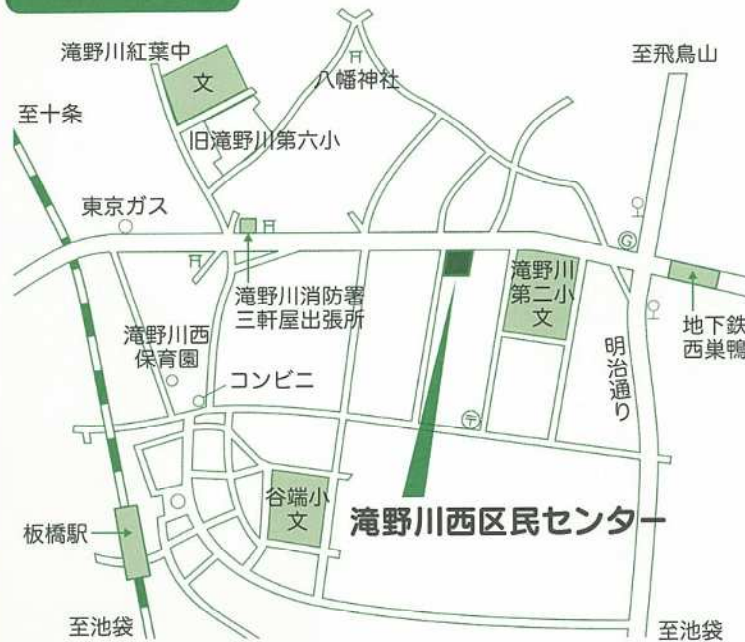 滝野川紅葉中
文
八幡神社
至飛鳥山
至十条
旧滝野川第六小
東京ガス
G
滝野川消防署
三軒屋出張所
滝野川
第二小
文
地下鉄
西巣鴨
滝野川西
保育園
明治通り
コンビニ
〒
谷端小
文
滝野川西区民センター
板橋駅
至池袋
至池袋